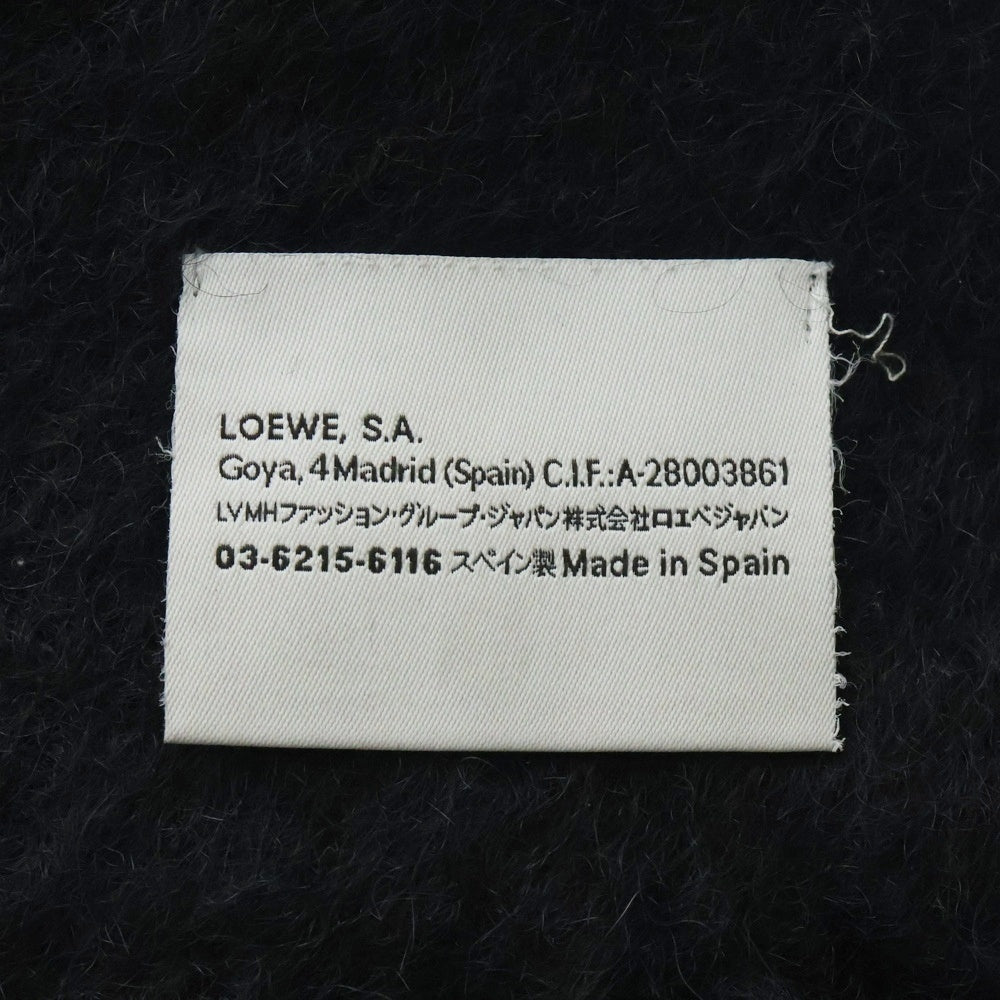 LOEWE, S.A.
Goya, 4 Madrid (Spain) C.I.F.:A-28003861
LVMHファッション・グループ・ジャパン株式会社ロエベジャパン
03-6215-6116 スペイン製 Made in Spain